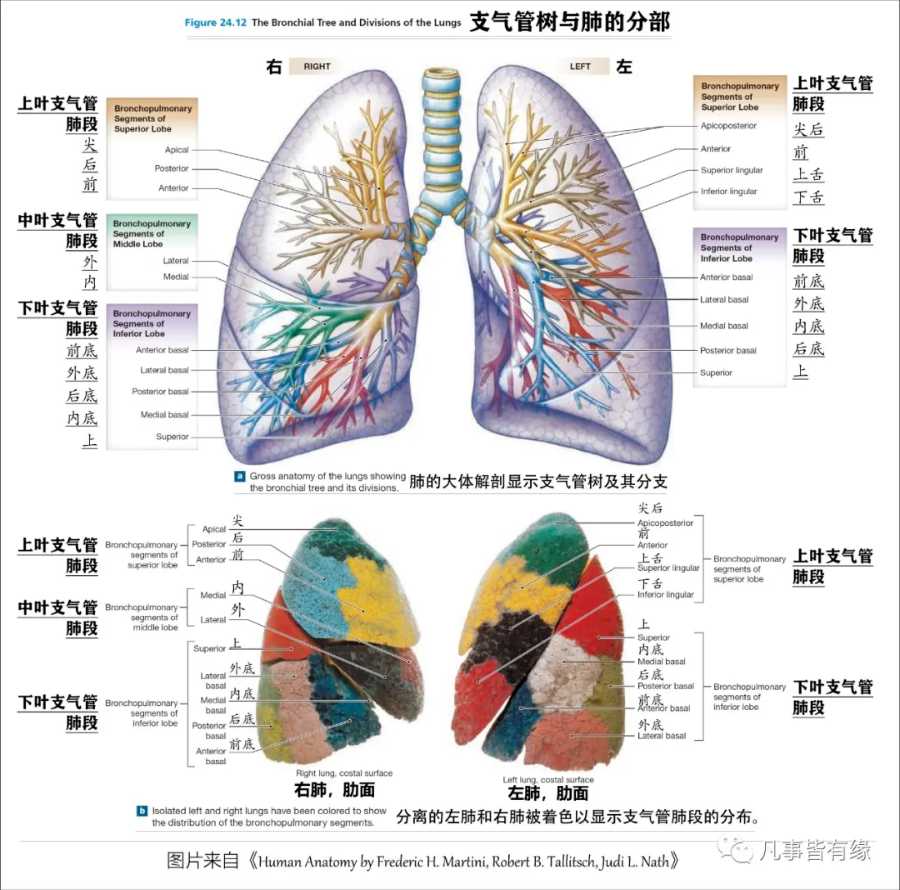 Figure 24.12 The Bronchial Tree and Divisions of the Lungs 支气管树与肺的分部
右 RIGHT
LEFT 左
上叶支气管
肺段
尖
后
前
Bronchopulmonary
Segments of
Superior Lobe
Apical
Posterior
Anterior
中叶支气管
肺段
外
内
Bronchopulmonary
Segments of
Middle Lobe
Lateral
Medial
下叶支气管
肺段
前底
外底
后底
内底
上
Bronchopulmonary
Segments of
Inferior Lobe
Anterior basal
Lateral basal
Posterior basal
Medial basal
Superior
Bronchopulmonary
Segments of
Superior Lobe
Apicoposterior
Anterior
Superior lingular
Inferior lingular
上叶支气管
肺段
尖后
前
上舌
下舌
Bronchopulmonary
Segments of
Inferior Lobe
Anterior basal
Lateral basal
Medial basal
Posterior basal
Superior
下叶支气管
肺段
前底
外底
内底
后底
上
a Gross anatomy of the lungs showing
the bronchial tree and its divisions.
肺的大体解剖显示支气管树及其分支
上叶支气管
肺段
Bronchopulmonary
segments of
superior lobe
尖
Apical
后
Posterior
前
Anterior
中叶支气管
肺段
Bronchopulmonary
segments of
middle lobe
内
Medial
外
Lateral
下叶支气管
肺段
Bronchopulmonary
segments of
inferior lobe
上
Superior
外底
Lateral
basal
内底
Medial
basal
后底
Posterior
basal
前底
Anterior
basal
尖后
Apicoposterior
前
Anterior
上舌
Superior lingular
下舌
Inferior lingular
Bronchopulmonary
segments of
superior lobe
上叶支气管
肺段
上
Superior
内底
Medial basal
后底
Posterior basal
前底
Anterior basal
外底
Lateral basal
Bronchopulmonary
segments of
inferior lobe
下叶支气管
肺段
Right lung, costal surface
右肺，肋面
Left lung, costal surface
左肺，肋面
b Isolated left and right lungs have been colored to show
the distribution of the bronchopulmonary segments.
分离的左肺和右肺被着色以显示支气管肺段的分布。
图片来自《Human Anatomy by Frederic H. Martini, Robert B. Tallitsch, Judi L. Nath》
凡事皆有缘